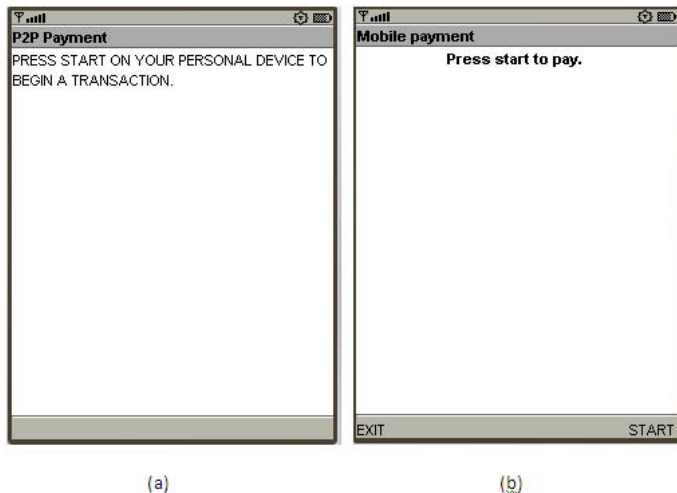 P2P Payment
PRESS START ON YOUR PERSONAL DEVICE TO
BEGIN A TRANSACTION.
Mobile payment
Press start to pay.
EXIT START
(a) (b)